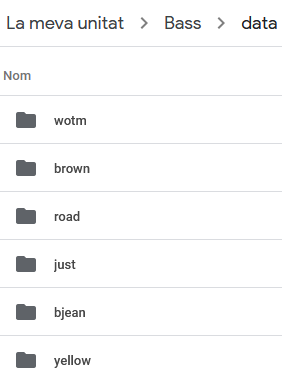 La meva unitat > Bass > data
Nom
wotm
brown
road
just
bjean
yellow